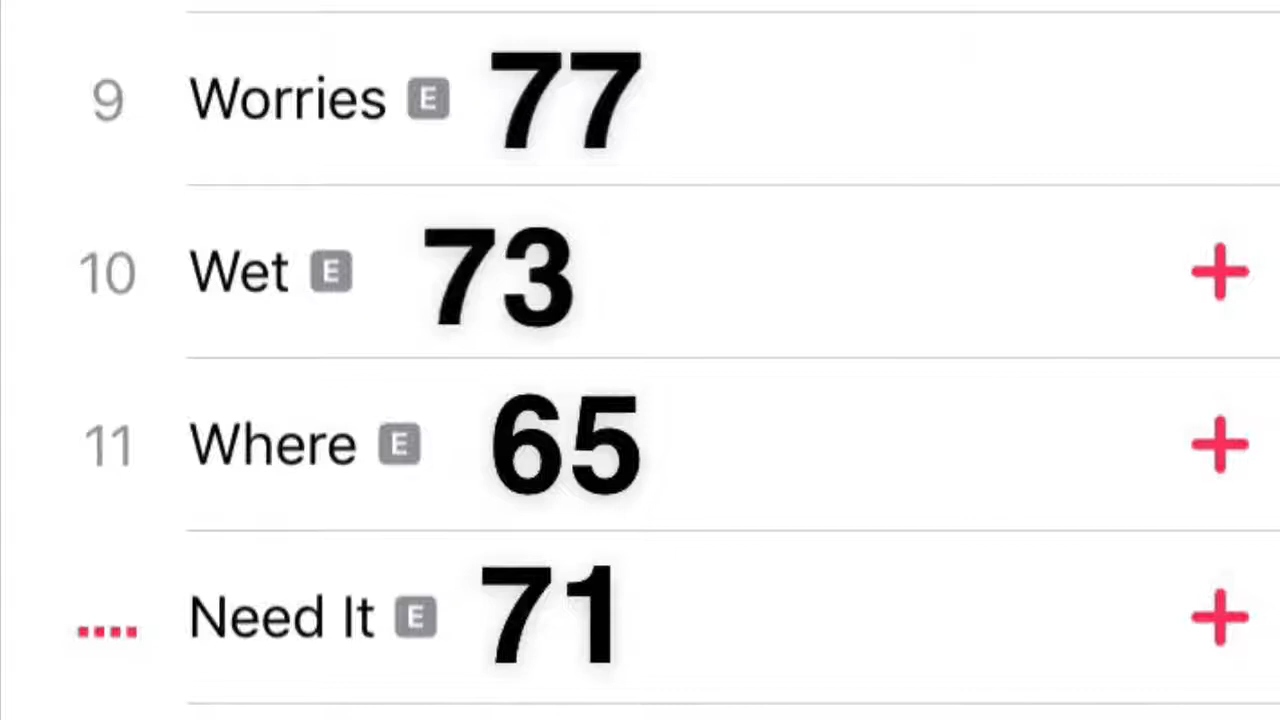 9 Worries E 77
10 Wet E 73
11 Where E 65
Need It E 71